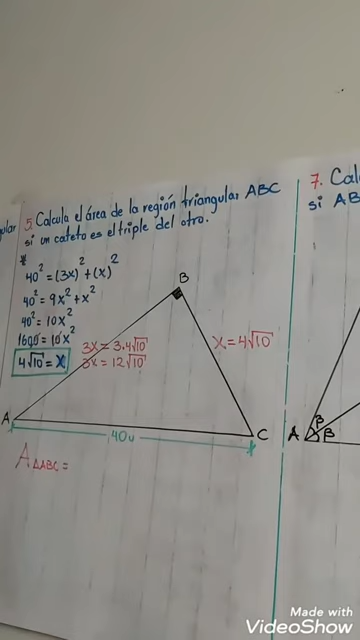 5. Calcula el área de la región triangular ABC
si un cateto es el triple del otro.
*
40² = (3x)² + (x)²
40² = 9x² + x²
40² = 10x²
1600 = 10x²
4√10 = x
3x = 3·4√10
3x = 12√10
B
x = 4√10
A
C
40u
A△ABC =
7. Cal
si AB
A
β
β
Made with
VideoShow